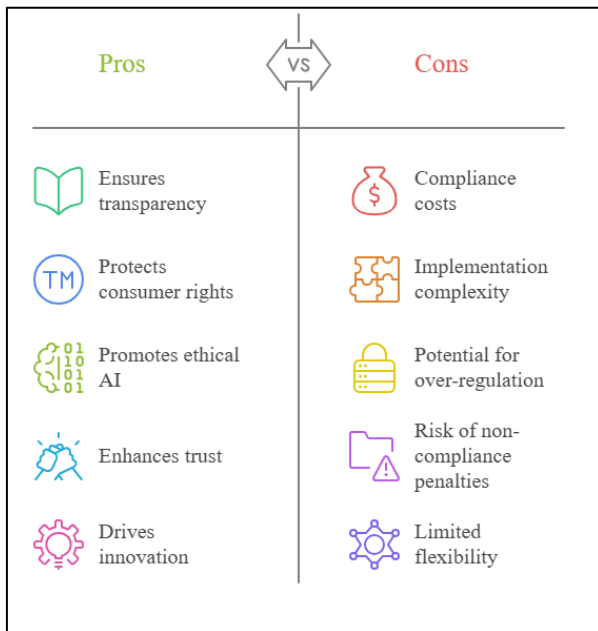 Pros
VS
Cons
Ensures
transparency
$
Compliance
costs
TM
Protects
consumer rights
Implementation
complexity
01
10
01
01
Promotes ethical
AI
Potential for
over-regulation
Enhances trust
Risk of non-
compliance
penalties
Drives
innovation
Limited
flexibility